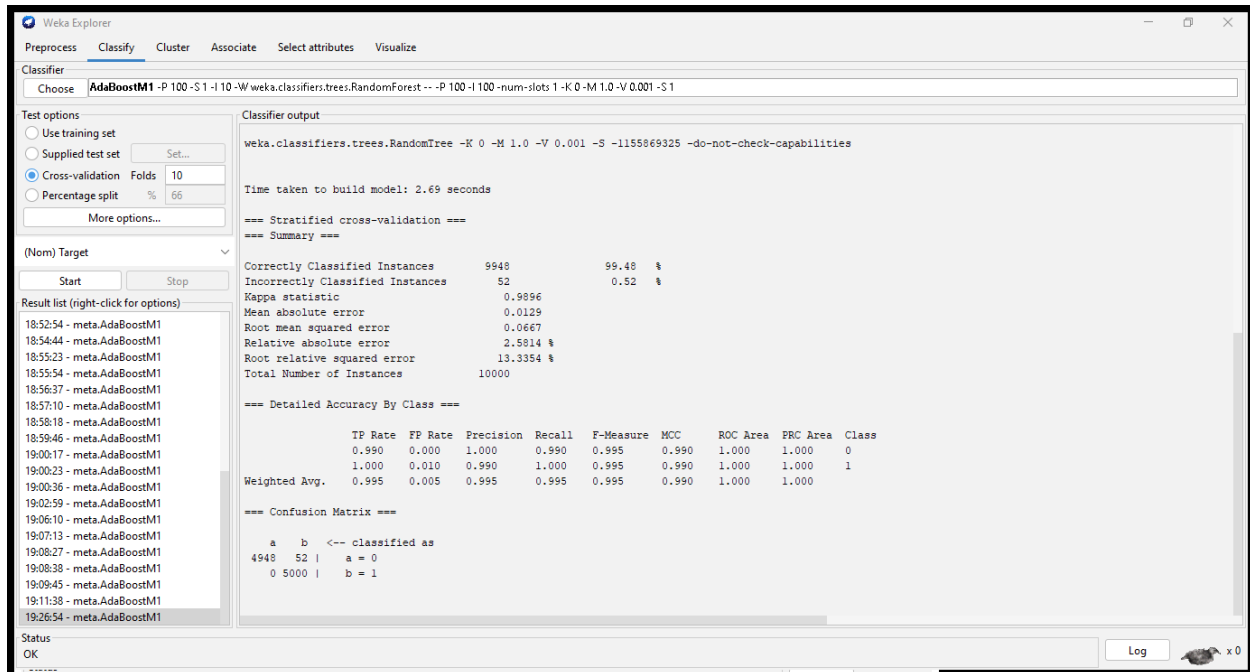 Weka Explorer
Preprocess Classify Cluster Associate Select attributes Visualize
Classifier
Choose AdaBoostM1 -P 100 -S 1 -I 10 -W weka.classifiers.trees.RandomForest -- -P 100 -I 100 -num-slots 1 -K 0 -M 1.0 -V 0.001 -S 1
Test options
Use training set
Supplied test set Set...
Cross-validation Folds 10
Percentage split % 66
More options...
(Nom) Target
Start Stop
Result list (right-click for options)
18:52:54 - meta.AdaBoostM1
18:54:44 - meta.AdaBoostM1
18:55:23 - meta.AdaBoostM1
18:55:54 - meta.AdaBoostM1
18:56:37 - meta.AdaBoostM1
18:57:10 - meta.AdaBoostM1
18:58:18 - meta.AdaBoostM1
18:59:46 - meta.AdaBoostM1
19:00:17 - meta.AdaBoostM1
19:00:23 - meta.AdaBoostM1
19:00:36 - meta.AdaBoostM1
19:02:59 - meta.AdaBoostM1
19:06:10 - meta.AdaBoostM1
19:07:13 - meta.AdaBoostM1
19:08:27 - meta.AdaBoostM1
19:08:38 - meta.AdaBoostM1
19:09:45 - meta.AdaBoostM1
19:11:38 - meta.AdaBoostM1
19:26:54 - meta.AdaBoostM1
Classifier output
weka.classifiers.trees.RandomTree -K 0 -M 1.0 -V 0.001 -S -1155869325 -do-not-check-capabilities
Time taken to build model: 2.69 seconds
=== Stratified cross-validation ===
=== Summary ===
Correctly Classified Instances 9948 99.48 %
Incorrectly Classified Instances 52 0.52 %
Kappa statistic 0.9896
Mean absolute error 0.0129
Root mean squared error 0.0667
Relative absolute error 2.5814 %
Root relative squared error 13.3354 %
Total Number of Instances 10000
=== Detailed Accuracy By Class ===
TP Rate FP Rate Precision Recall F-Measure MCC ROC Area PRC Area Class
0.990 0.000 1.000 0.990 0.995 0.990 1.000 1.000 0
1.000 0.010 0.990 1.000 0.995 0.990 1.000 1.000 1
Weighted Avg. 0.995 0.005 0.995 0.995 0.995 0.990 1.000 1.000
=== Confusion Matrix ===
a b <-- classified as
4948 52 | a = 0
0 5000 | b = 1
Status
OK
Log x 0